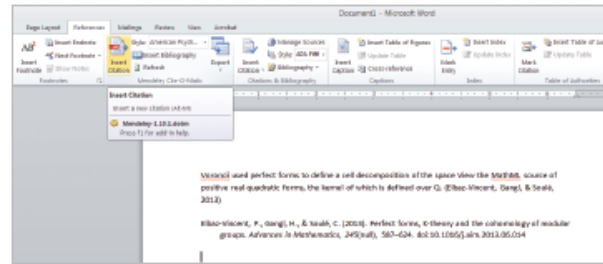 Document1 - Microsoft Word
Page Layout References Mailings Review View Acrobat
AB¹ Insert Endnote Style: American Psych... Manage Sources Insert Table of Figures Insert Index Insert Table of Au
Next Footnote Insert Bibliography Style: APA Update Table Update Index Update Table
Insert Footnote Show Notes Insert Citation Refresh Export Insert Citation Bibliography Insert Caption Cross-reference Mark Entry Mark Citation
Footnotes Mendeley Cite-O-Matic Citations & Bibliography Captions Index Table of Authorities
Insert Citation
Insert a new citation (Alt-M)
Mendeley-1.10.1.dotm
Press F1 for add-in help.
Voronoi used perfect forms to define a cell decomposition of the space View the MathML source of
positive real quadratic forms, the kernel of which is defined over Q. (Elbaz-Vincent, Gangl, & Soulé,
2013)
Elbaz-Vincent, P., Gangl, H., & Soulé, C. (2013). Perfect forms, K-theory and the cohomology of modular
groups. Advances in Mathematics, 245(null), 587–624. doi:10.1016/j.aim.2013.06.014